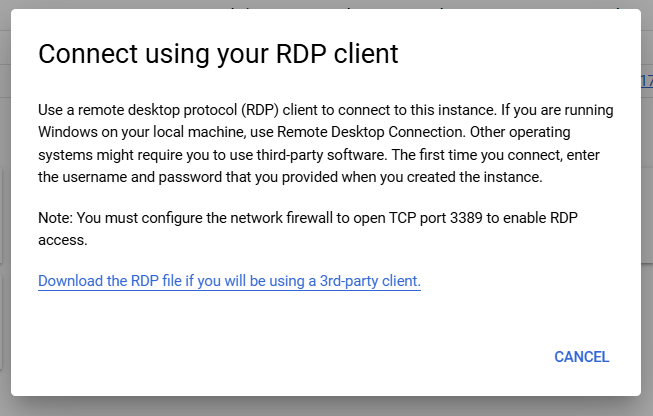 Connect using your RDP client
17
Use a remote desktop protocol (RDP) client to connect to this instance. If you are running
Windows on your local machine, use Remote Desktop Connection. Other operating
systems might require you to use third-party software. The first time you connect, enter
the username and password that you provided when you created the instance.
Note: You must configure the network firewall to open TCP port 3389 to enable RDP
access.
Download the RDP file if you will be using a 3rd-party client.
CANCEL